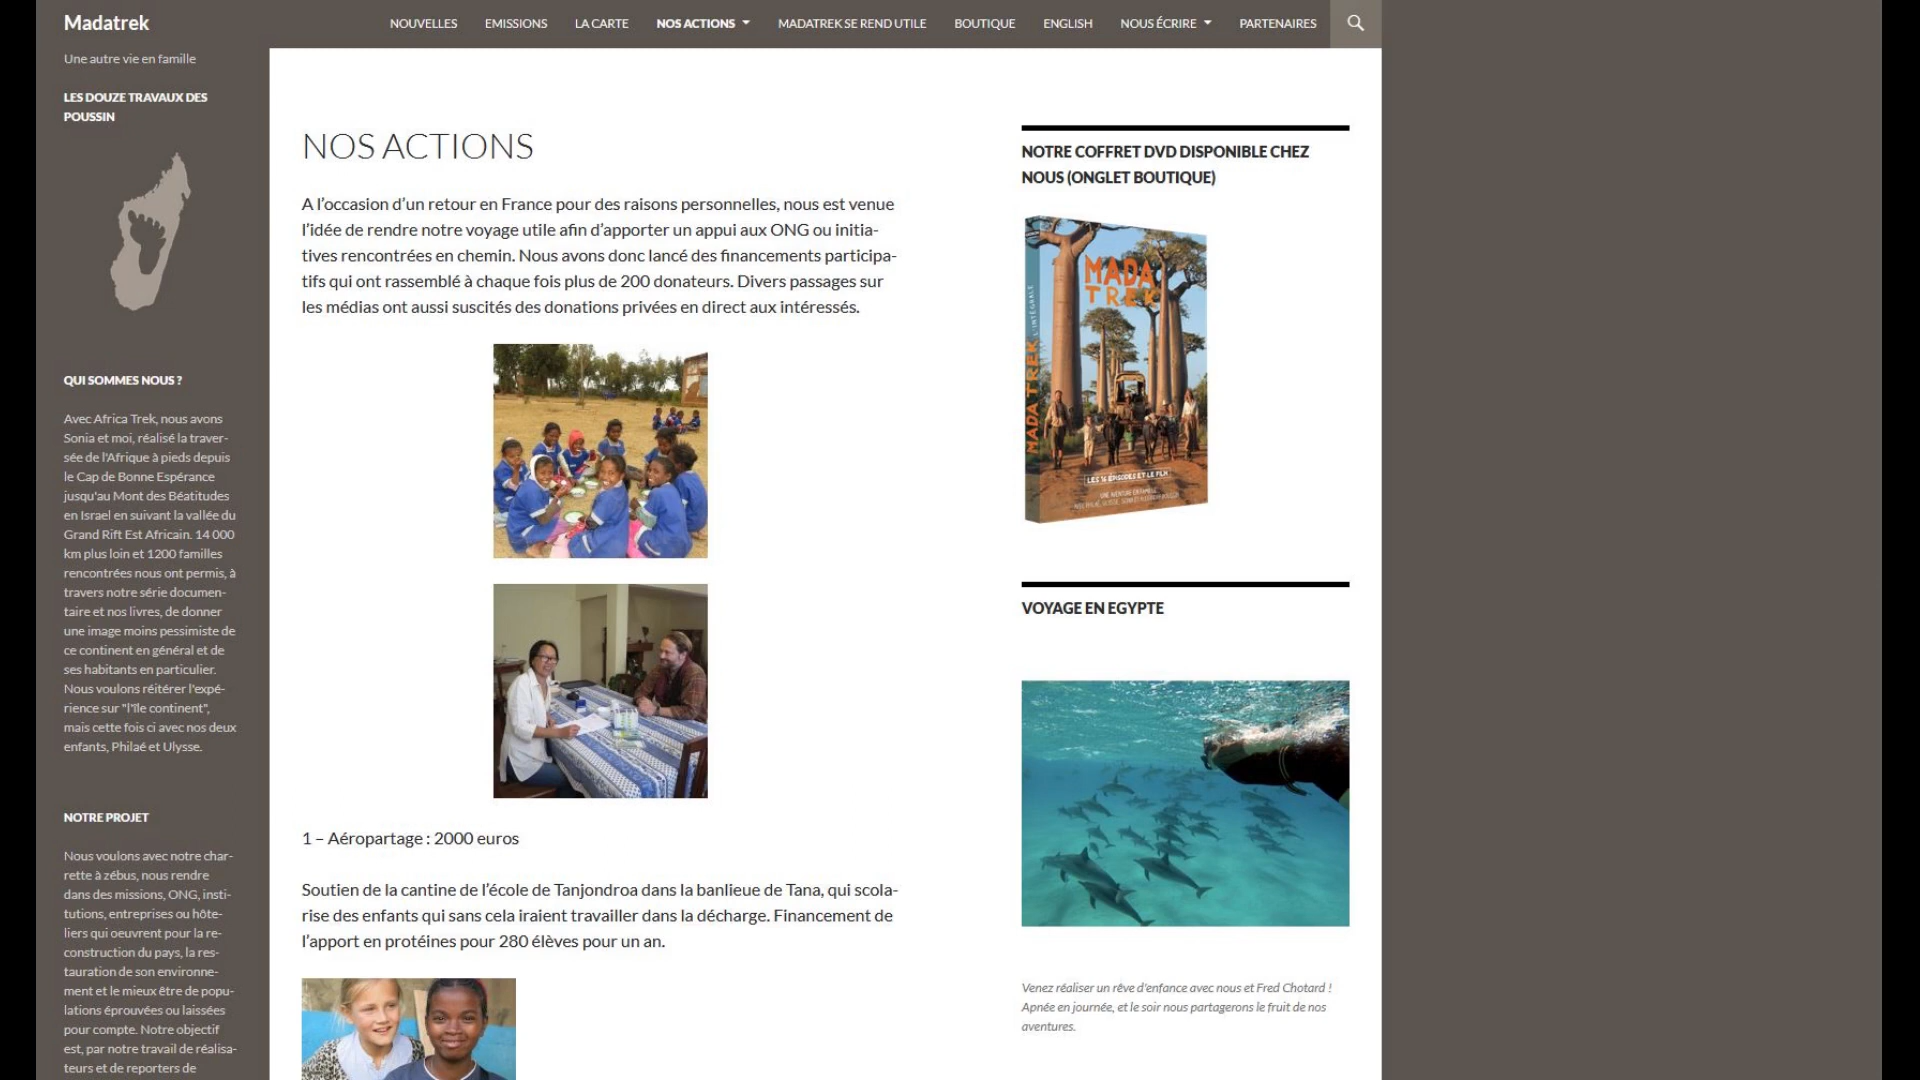 Madatrek
NOUVELLES EMISSIONS LA CARTE NOS ACTIONS MADATREK SE REND UTILE BOUTIQUE ENGLISH NOUS ÉCRIRE PARTENAIRES
Une autre vie en famille
LES DOUZE TRAVAUX DES
POUSSIN
QUI SOMMES NOUS ?
Avec Africa Trek, nous avons
Sonia et moi, réalisé la traver-
sée de l'Afrique à pieds depuis
le Cap de Bonne Espérance
jusqu'au Mont des Béatitudes
en Israel en suivant la vallée du
Grand Rift Est Africain. 14 000
km plus loin et 1200 familles
rencontrées nous ont permis, à
travers notre série documen-
taire et nos livres, de donner
une image moins pessimiste de
ce continent en général et de
ses habitants en particulier.
Nous voulons réitérer l'expé-
rience sur "l'île continent",
mais cette fois ci avec nos deux
enfants, Philaé et Ulysse.
NOTRE PROJET
Nous voulons avec notre char-
rette à zébus, nous rendre
dans des missions, ONG, insti-
tutions, entreprises ou hôte-
liers qui oeuvrent pour la re-
construction du pays, la res-
tauration de son environne-
ment et le mieux être de popu-
lations éprouvées ou laissées
pour compte. Notre objectif
est, par notre travail de réalisa-
teurs et de reporters de
NOS ACTIONS
A l'occasion d'un retour en France pour des raisons personnelles, nous est venue
l'idée de rendre notre voyage utile afin d'apporter un appui aux ONG ou initia-
tives rencontrées en chemin. Nous avons donc lancé des financements participa-
tifs qui ont rassemblé à chaque fois plus de 200 donateurs. Divers passages sur
les médias ont aussi suscités des donations privées en direct aux intéressés.
1 – Aéropartage : 2000 euros
Soutien de la cantine de l'école de Tanjondroa dans la banlieue de Tana, qui scola-
rise des enfants qui sans cela iraient travailler dans la décharge. Financement de
l'apport en protéines pour 280 élèves pour un an.
NOTRE COFFRET DVD DISPONIBLE CHEZ
NOUS (ONGLET BOUTIQUE)
MADA
TREK
MADA TREK L'INTÉGRALE
LES 16 ÉPISODES ET LE FILM
UNE AVENTURE EN FAMILLE
VOYAGE EN EGYPTE
Venez réaliser un rêve d'enfance avec nous et Fred Chotard !
Apnée en journée, et le soir nous partagerons le fruit de nos
aventures.